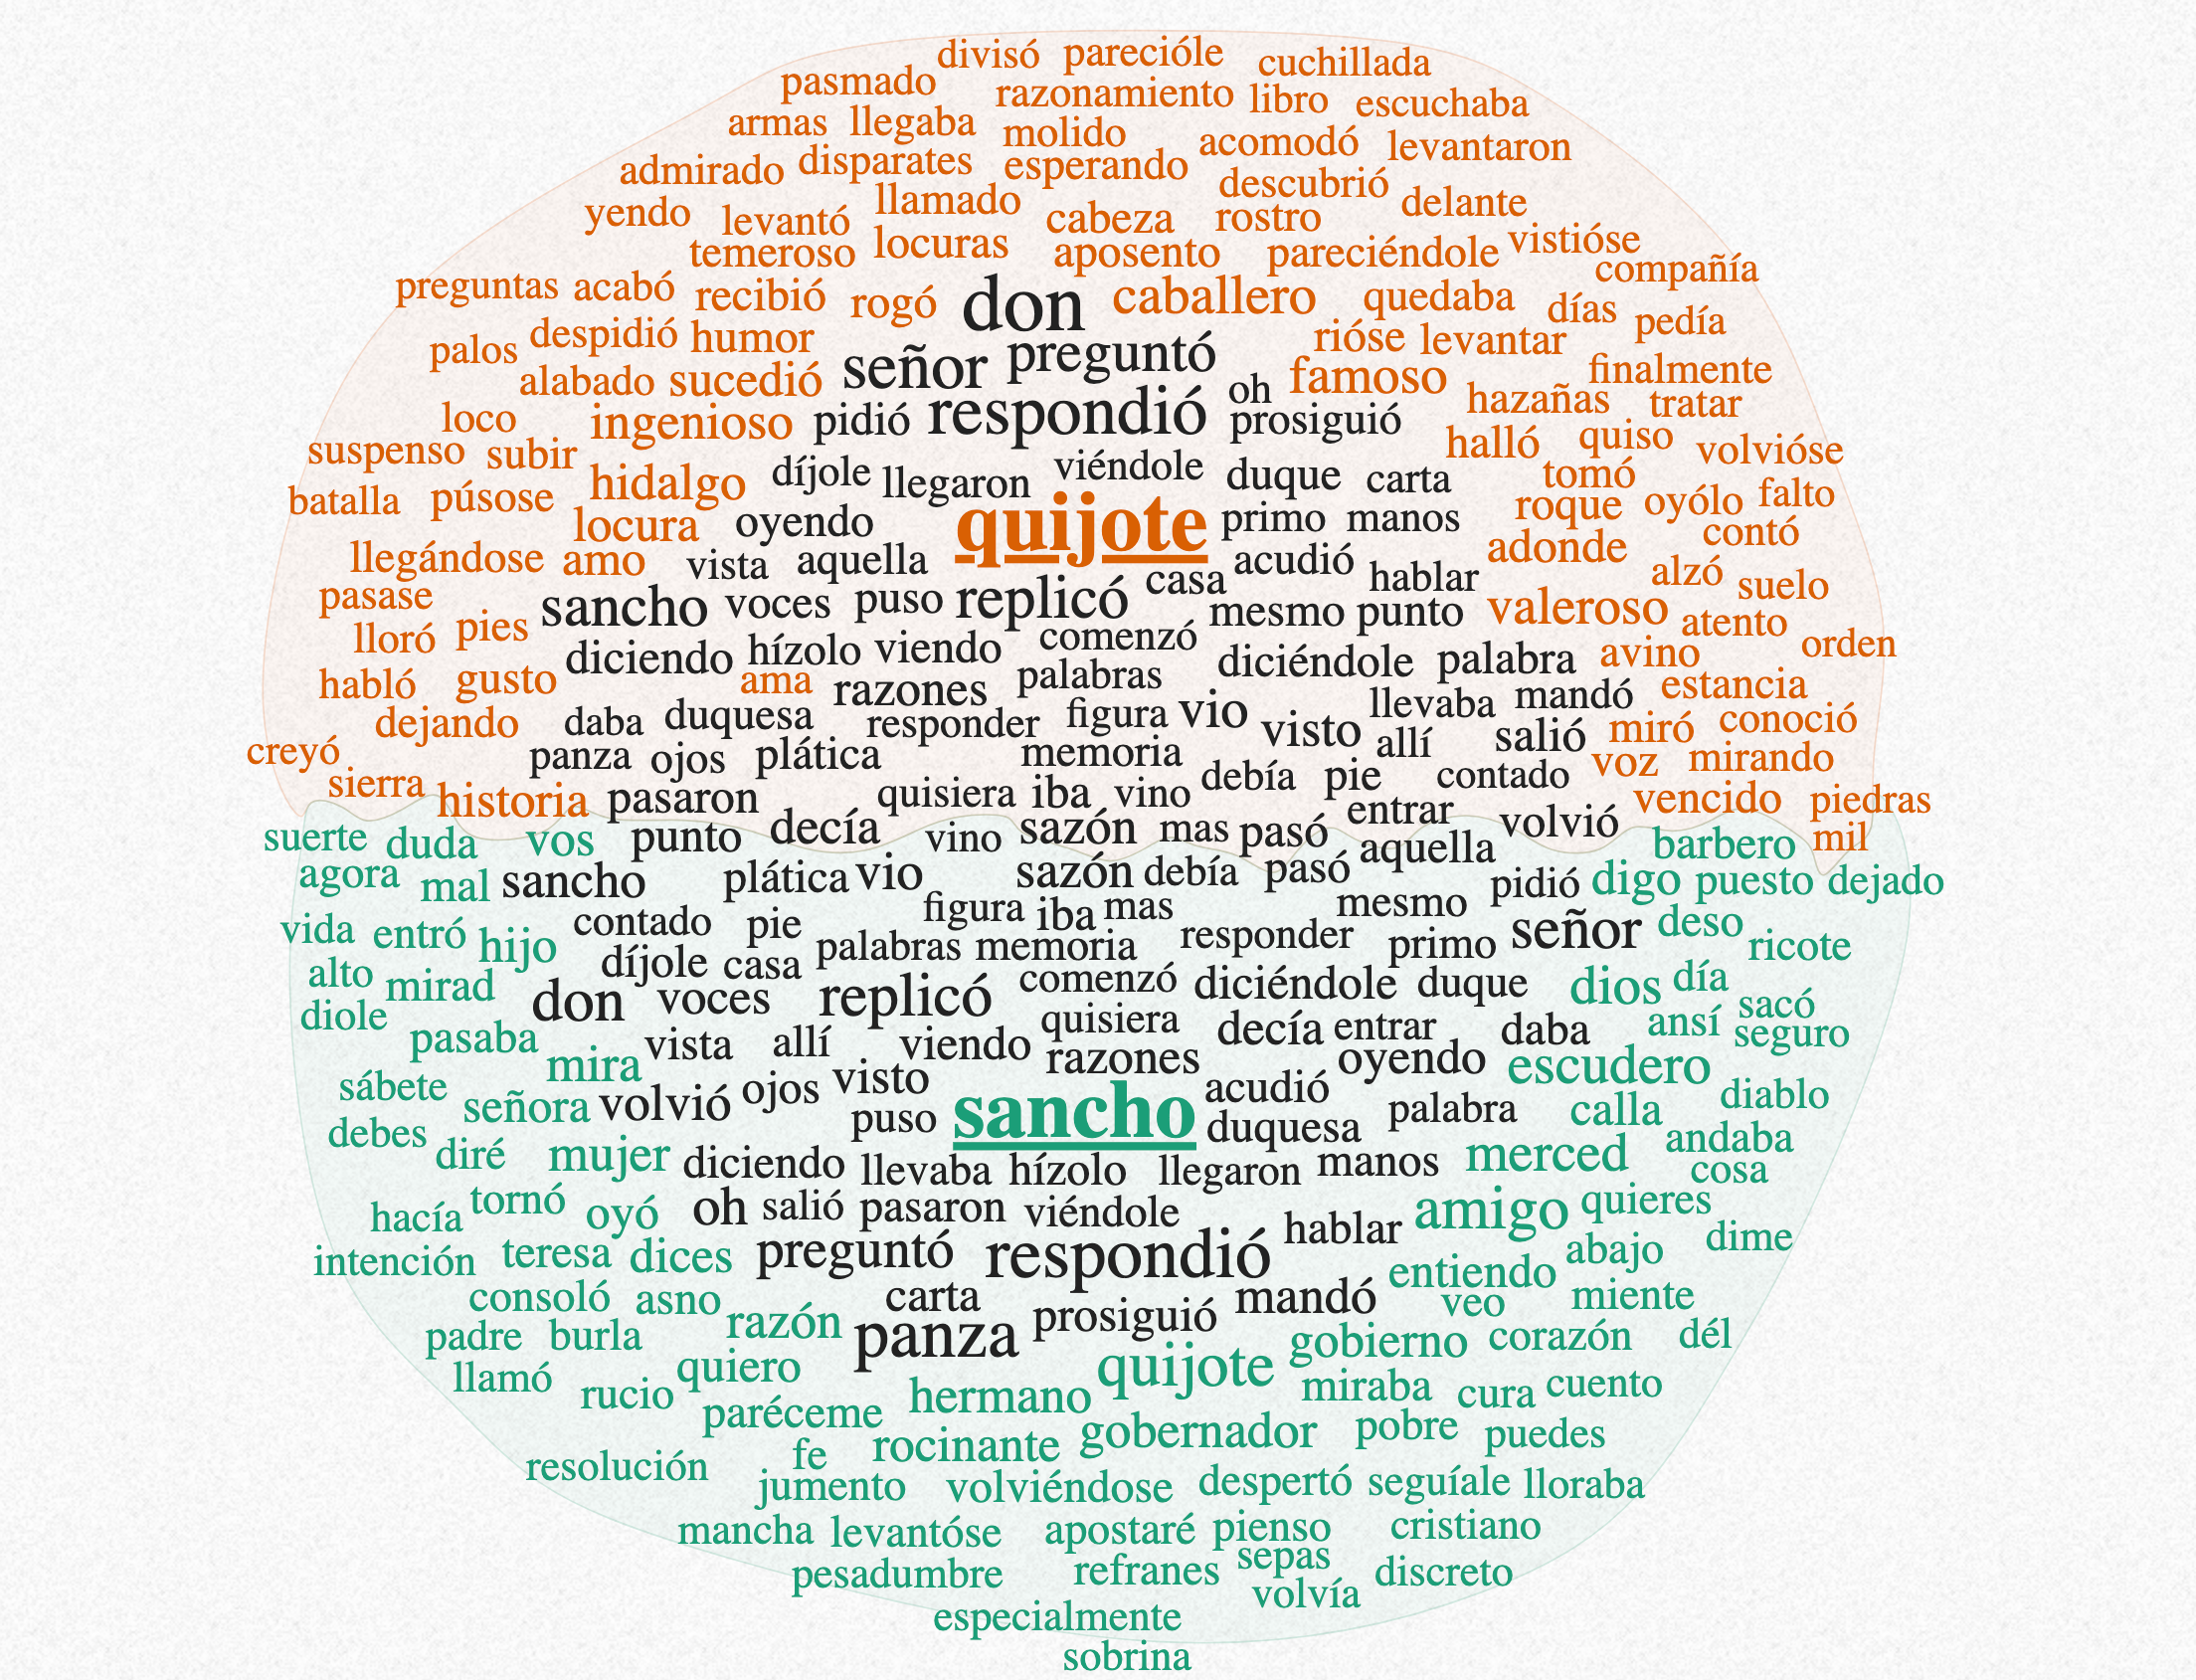 divisó parecióle cuchillada
pasmado razonamiento libro escuchaba
armas llegaba molido acomodó levantaron
admirado disparates esperando descubrió delante
yendo levantó llamado cabeza rostro
temeroso locuras aposento pareciéndole vistióse
preguntas acabó recibió rogó don caballero quedaba días compañía
palos despidió humor señor preguntó rióse levantar pedía
alabado sucedió oh famoso finalmente
loco ingenioso pidió respondió prosiguió hazañas tratar
suspenso subir halló quiso volvióse
batalla púsose hidalgo díjole llegaron viéndole duque carta tomó
locura oyendo quijote primo manos roque oyólo falto
llegándose amo vista aquella acudió adonde contó
pasase sancho voces puso replicó casa hablar alzó suelo
lloró pies mesmo punto valeroso atento
diciendo hízolo viendo comenzó diciéndole palabra avino orden
habló gusto ama razones palabras llevaba mandó estancia
dejando daba duquesa responder figura vio visto allí salió miró conoció
creyó panza ojos plática memoria voz mirando
sierra historia pasaron quisiera iba vino debía pie contado vencido piedras
suerte duda vos punto decía vino sazón mas pasó entrar volvió barbero mil
agora mal sancho plática vio sazón debía pasó aquella pidió digo puesto dejado
vida entró hijo contado pie figura iba mas mesmo señor deso
alto mirad díjole casa palabras memoria responder primo ricote
diole don voces replicó comenzó diciéndole duque dios día sacó
pasaba vista allí viendo quisiera decía entrar daba ansí seguro
mira razones oyendo escudero
sábete señora volvió ojos visto acudió calla diablo
debes puso sancho duquesa palabra andaba
diré mujer diciendo llevaba hízolo llegaron manos merced cosa
hacía tornó oyó oh salió pasaron viéndole hablar amigo quieres
intención teresa dices preguntó respondió abajo dime
consoló asno carta prosiguió mandó entiendo veo miente
padre burla razón panza gobierno corazón dél
llamó rucio quiero hermano quijote miraba cura cuento
paréceme rocinante gobernador pobre puedes
resolución fe
jumento volviéndose despertó seguíale lloraba
mancha levantóse apostaré pienso cristiano
pesadumbre refranes sepas discreto
volvía
especialmente
sobrina